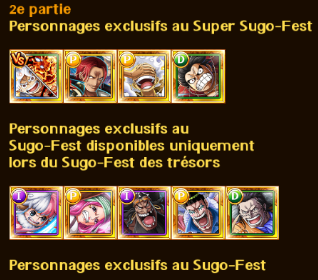 2e partie
Personnages exclusifs au Super Sugo-Fest
VS P P D
Personnages exclusifs au
Sugo-Fest disponibles uniquement
lors du Sugo-Fest des trésors
I P I P D
Personnages exclusifs au Sugo-Fest